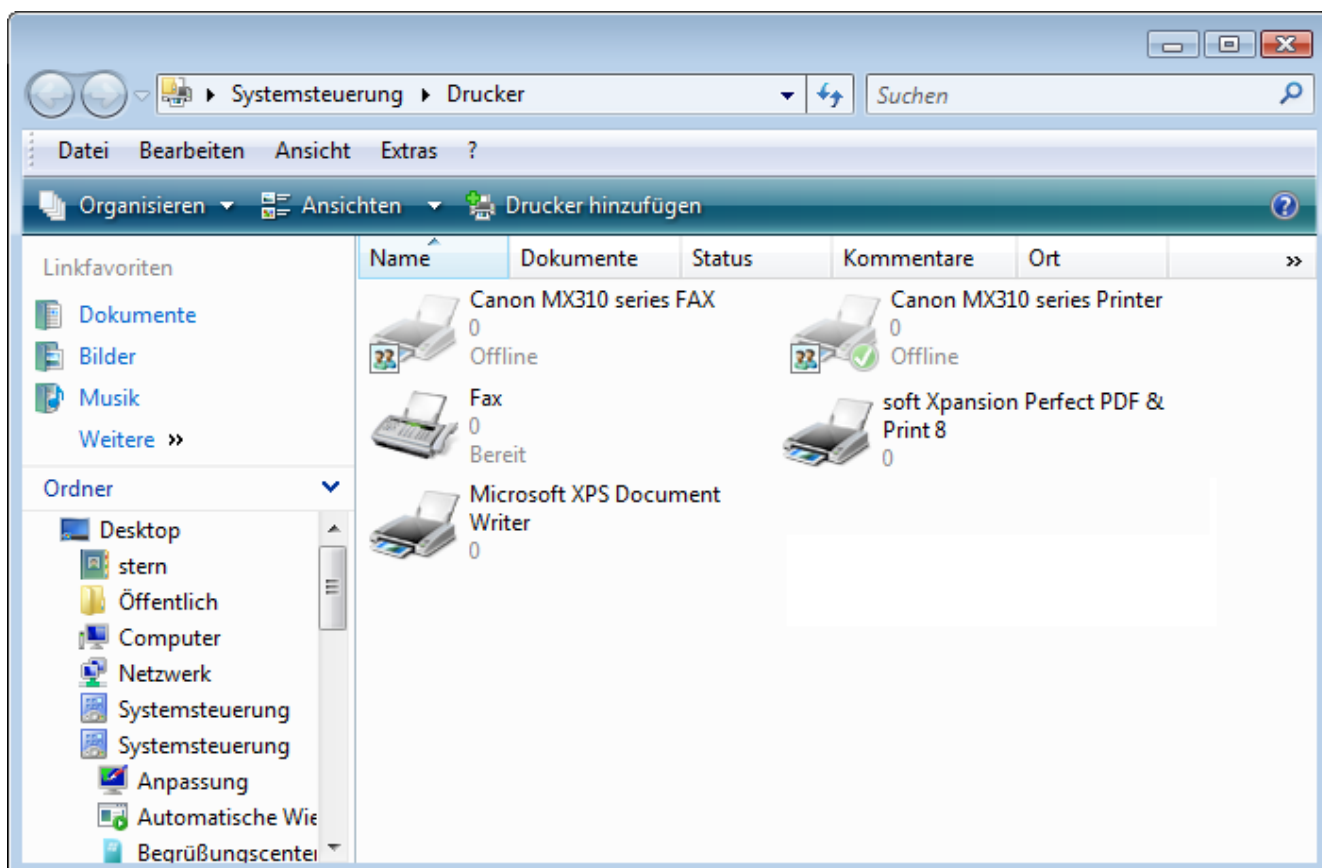 Systemsteuerung Drucker Suchen
Datei Bearbeiten Ansicht Extras ?
Organisieren Ansichten Drucker hinzufügen ?
Linkfavoriten
Dokumente
Bilder
Musik
Weitere »
Ordner
Desktop
stern
Öffentlich
Computer
Netzwerk
Systemsteuerung
Systemsteuerung
Anpassung
Automatische Wie
Begrüßungscenter
Name Dokumente Status Kommentare Ort »
Canon MX310 series FAX
0
Offline
Canon MX310 series Printer
0
Offline
Fax
0
Bereit
soft Xpansion Perfect PDF &
Print 8
0
Microsoft XPS Document
Writer
0